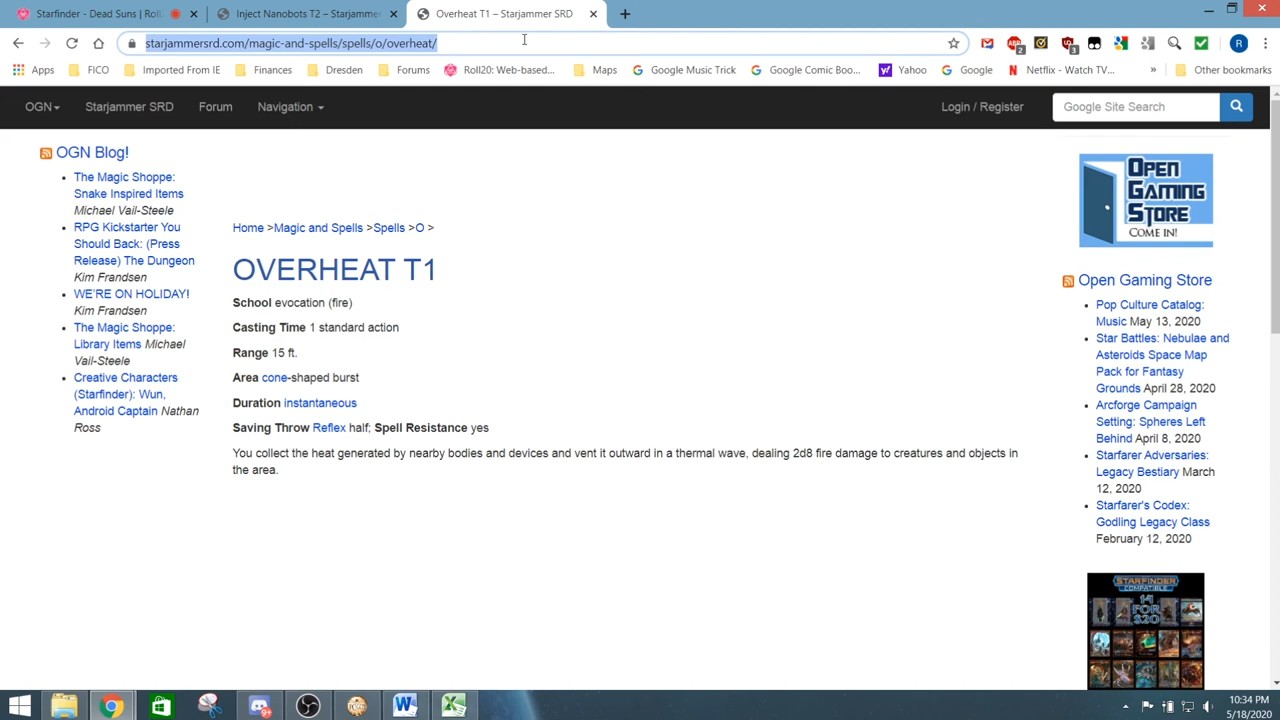 Starfinder - Dead Suns | Roll2
Inject Nanobots T2 – Starjammer
Overheat T1 – Starjammer SRD
starjammersrd.com/magic-and-spells/spells/o/overheat/
2
3
R
Apps
FICO
Imported From IE
Finances
Dresden
Forums
Roll20: Web-based...
Maps
Google Music Trick
Google Comic Boo...
Yahoo
Google
Netflix - Watch TV...
»
Other bookmarks
OGN
Starjammer SRD
Forum
Navigation
Login / Register
Google Site Search
OGN Blog!
The Magic Shoppe:
Snake Inspired Items
Michael Vail-Steele
RPG Kickstarter You
Should Back: (Press
Release) The Dungeon
Kim Frandsen
WE'RE ON HOLIDAY!
Kim Frandsen
The Magic Shoppe:
Library Items Michael
Vail-Steele
Creative Characters
(Starfinder): Wun,
Android Captain Nathan
Ross
Home >Magic and Spells >Spells >O >
OVERHEAT T1
School evocation (fire)
Casting Time 1 standard action
Range 15 ft.
Area cone-shaped burst
Duration instantaneous
Saving Throw Reflex half; Spell Resistance yes
You collect the heat generated by nearby bodies and devices and vent it outward in a thermal wave, dealing 2d8 fire damage to creatures and objects in
the area.
OPEN
GAMING
STORE
COME IN!
Open Gaming Store
Pop Culture Catalog:
Music May 13, 2020
Star Battles: Nebulae and
Asteroids Space Map
Pack for Fantasy
Grounds April 28, 2020
Arcforge Campaign
Setting: Spheres Left
Behind April 8, 2020
Starfarer Adversaries:
Legacy Bestiary March
12, 2020
Starfarer's Codex:
Godling Legacy Class
February 12, 2020
STARFINDER
COMPATIBLE
14
FOR
$20
10:34 PM
5/18/2020